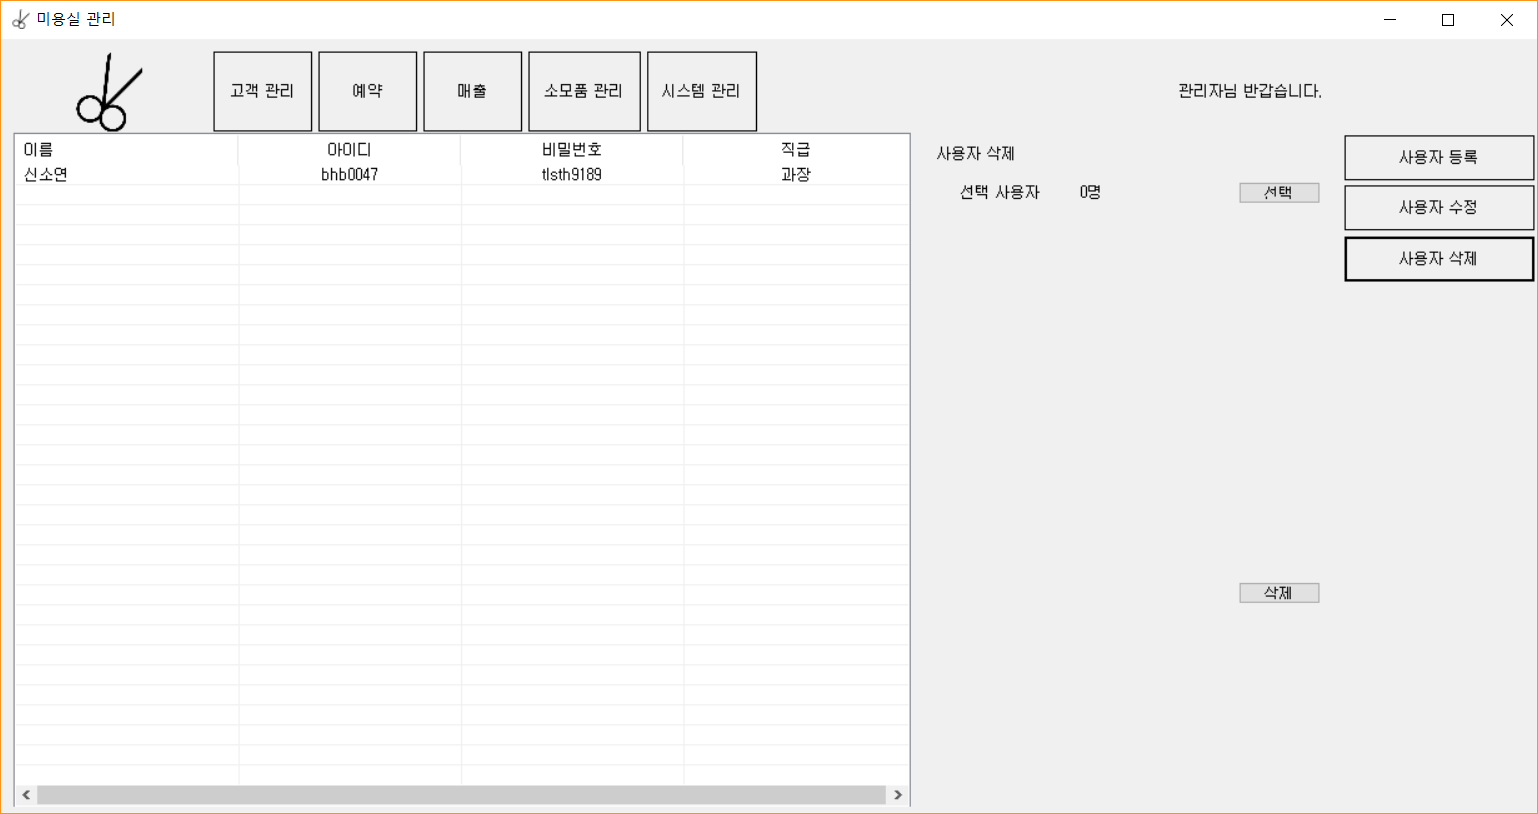 미용실 관리
고객 관리 예약 매출 소모품 관리 시스템 관리 관리자님 반갑습니다.
이름 아이디 비밀번호 직급
신소연 bhb0047 tlsth9189 과장
사용자 삭제
선택 사용자 0명 선택
삭제
사용자 등록
사용자 수정
사용자 삭제